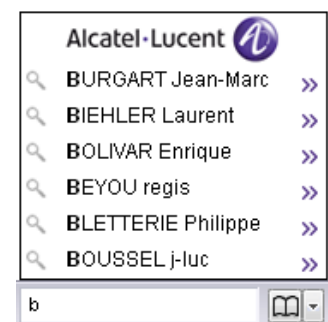 Alcatel·Lucent
BURGART Jean-Marc »
BIEHLER Laurent »
BOLIVAR Enrique »
BEYOU regis »
BLETTERIE Philippe »
BOUSSEL j-luc »
b